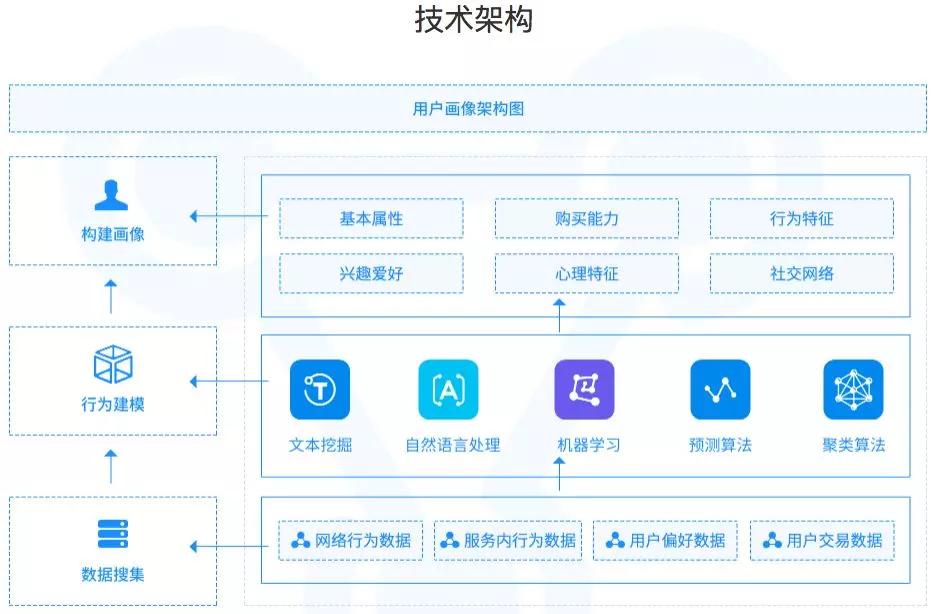 技术架构
用户画像架构图
构建画像
基本属性
购买能力
行为特征
兴趣爱好
心理特征
社交网络
行为建模
T
A
文本挖掘
自然语言处理
机器学习
预测算法
聚类算法
数据搜集
网络行为数据
服务内行为数据
用户偏好数据
用户交易数据